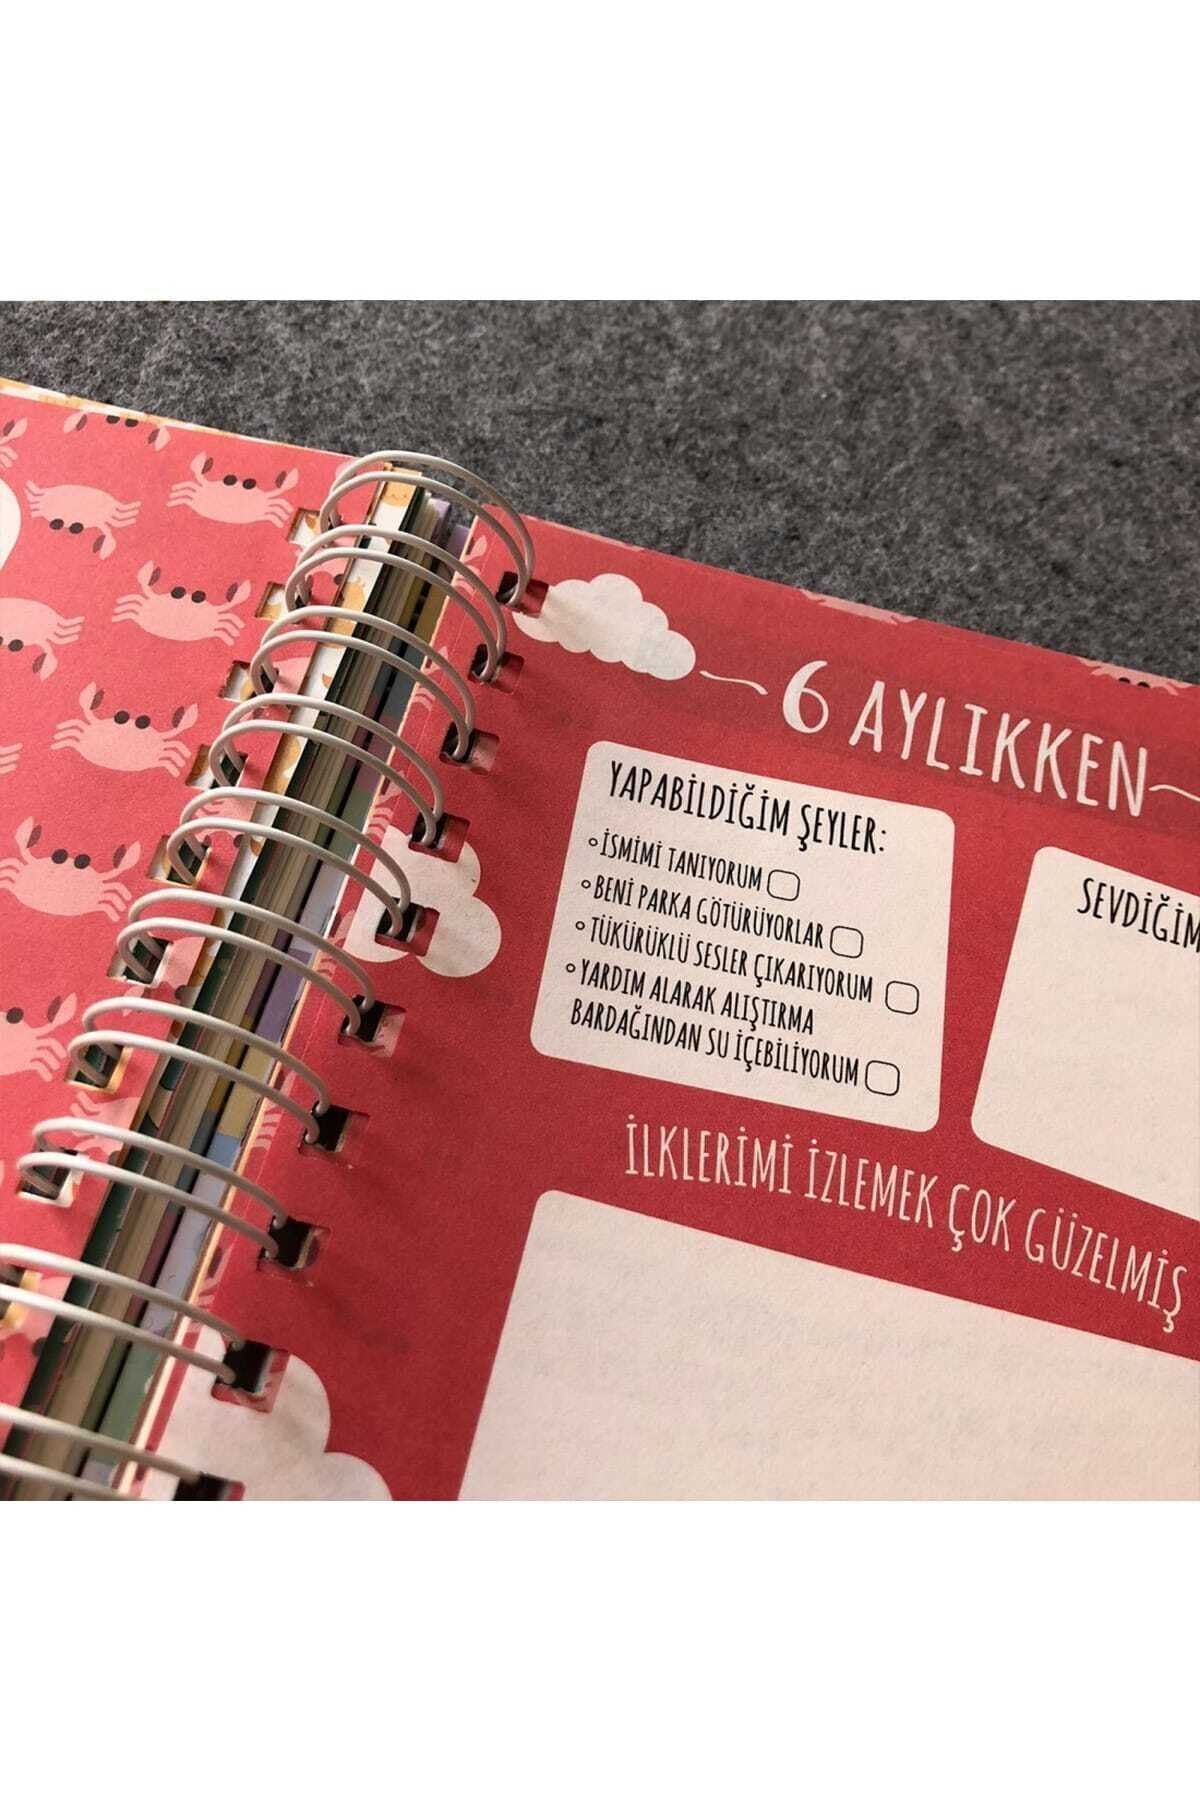 6 AYLIKKEN
YAPABİLDİĞİM ŞEYLER:
◦İSMİMİ TANIYORUM
◦BENİ PARKA GÖTÜRÜYORLAR
◦TÜKÜRÜKLÜ SESLER ÇIKARIYORUM
◦YARDIM ALARAK ALIŞTIRMA
BARDAĞINDAN SU İÇEBİLİYORUM
SEVDİĞİM
İLKLERİMİ İZLEMEK ÇOK GÜZELMİŞ